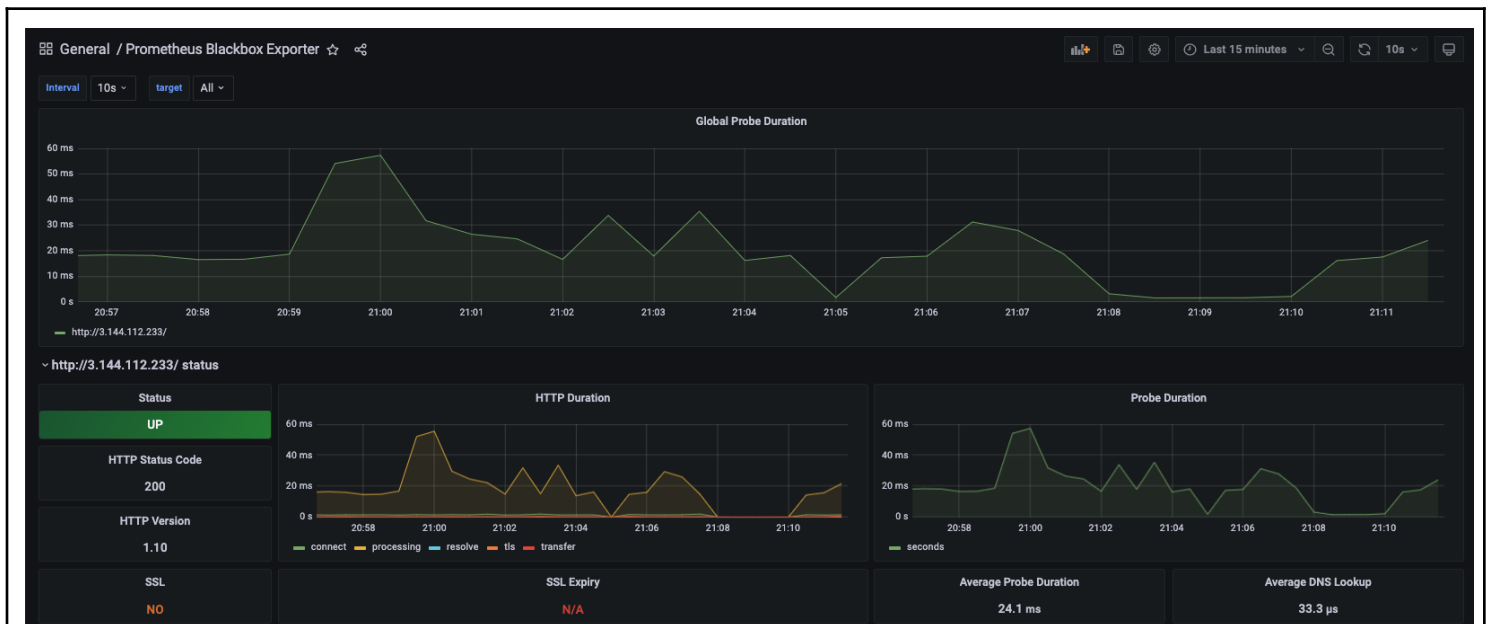 General / Prometheus Blackbox Exporter
Last 15 minutes
10s
Interval 10s target All
Global Probe Duration
60 ms
50 ms
40 ms
30 ms
20 ms
10 ms
0 s
20:57 20:58 20:59 21:00 21:01 21:02 21:03 21:04 21:05 21:06 21:07 21:08 21:09 21:10 21:11
http://3.144.112.233/
http://3.144.112.233/ status
Status
UP
HTTP Status Code
200
HTTP Version
1.10
SSL
NO
HTTP Duration
60 ms
40 ms
20 ms
0 s
20:58 21:00 21:02 21:04 21:06 21:08 21:10
connect processing resolve tls transfer
SSL Expiry
N/A
Probe Duration
60 ms
40 ms
20 ms
0 s
20:58 21:00 21:02 21:04 21:06 21:08 21:10
seconds
Average Probe Duration
24.1 ms
Average DNS Lookup
33.3 µs